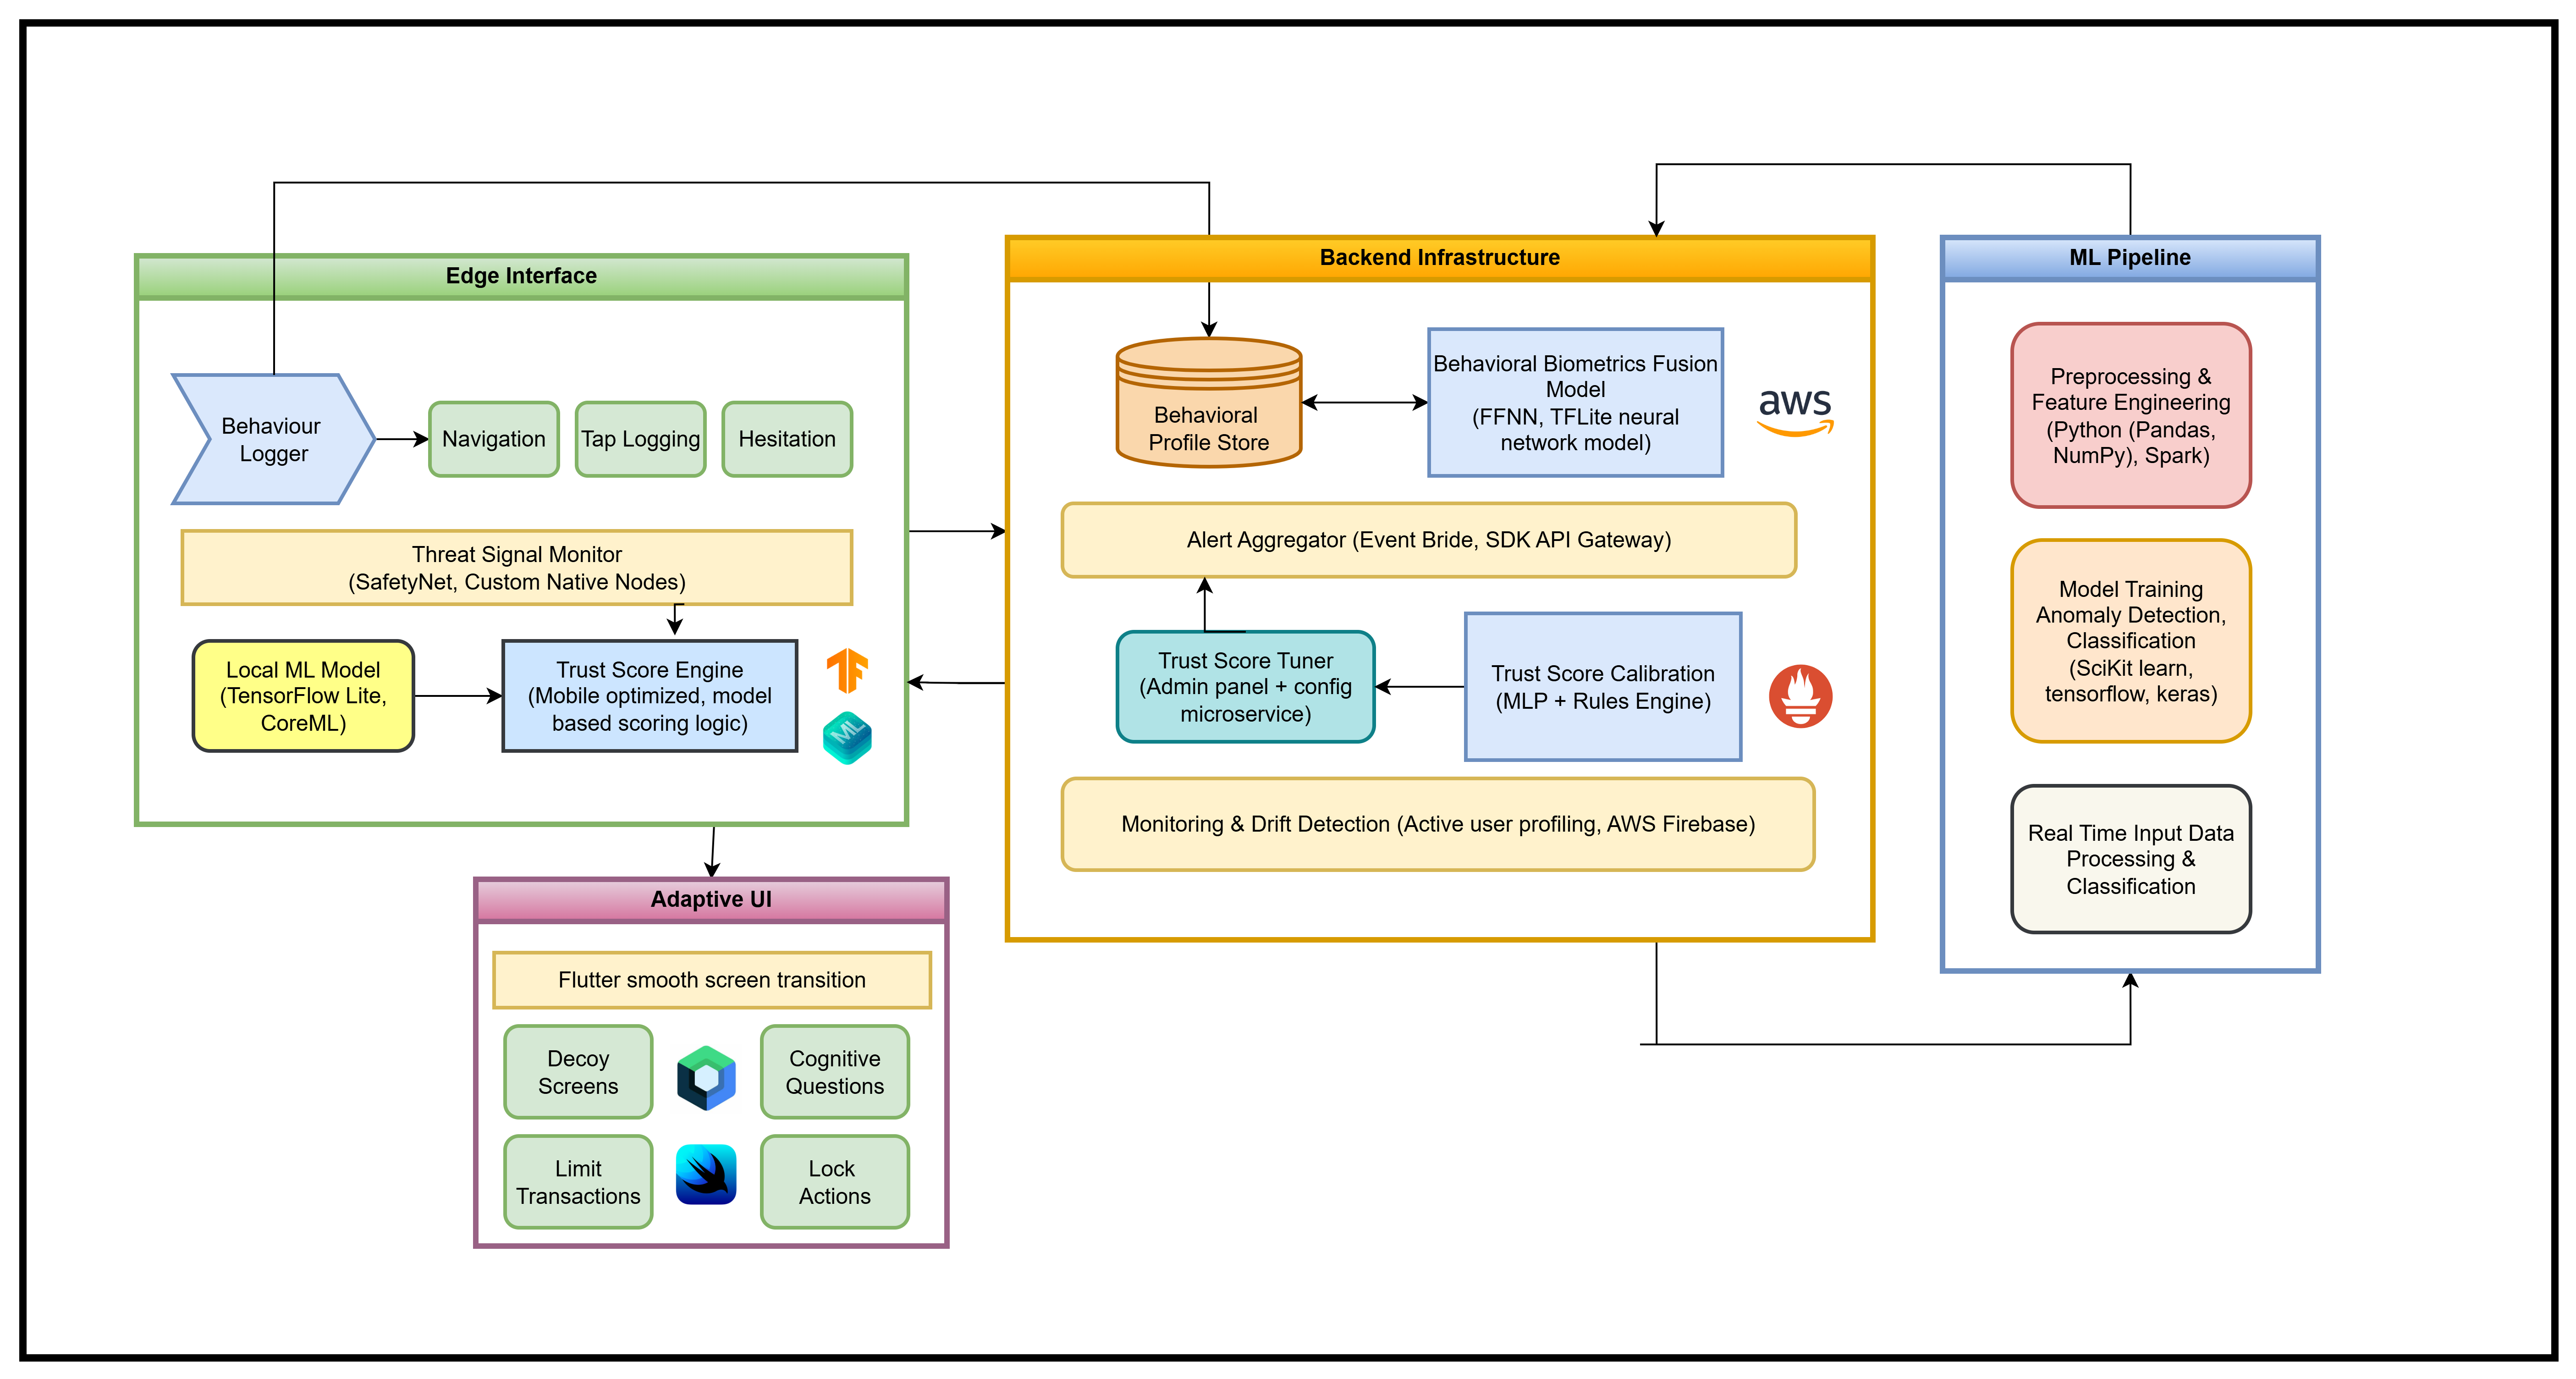 Edge Interface
Behaviour
Logger
Navigation
Tap Logging
Hesitation
Threat Signal Monitor
(SafetyNet, Custom Native Nodes)
Local ML Model
(TensorFlow Lite,
CoreML)
Trust Score Engine
(Mobile optimized, model
based scoring logic)
ML
Adaptive UI
Flutter smooth screen transition
Decoy
Screens
Cognitive
Questions
Limit
Transactions
Lock
Actions
Backend Infrastructure
Behavioral
Profile Store
Behavioral Biometrics Fusion
Model
(FFNN, TFLite neural
network model)
aws
Alert Aggregator (Event Bride, SDK API Gateway)
Trust Score Tuner
(Admin panel + config
microservice)
Trust Score Calibration
(MLP + Rules Engine)
Monitoring & Drift Detection (Active user profiling, AWS Firebase)
ML Pipeline
Preprocessing &
Feature Engineering
(Python (Pandas,
NumPy), Spark)
Model Training
Anomaly Detection,
Classification
(SciKit learn,
tensorflow, keras)
Real Time Input Data
Processing &
Classification